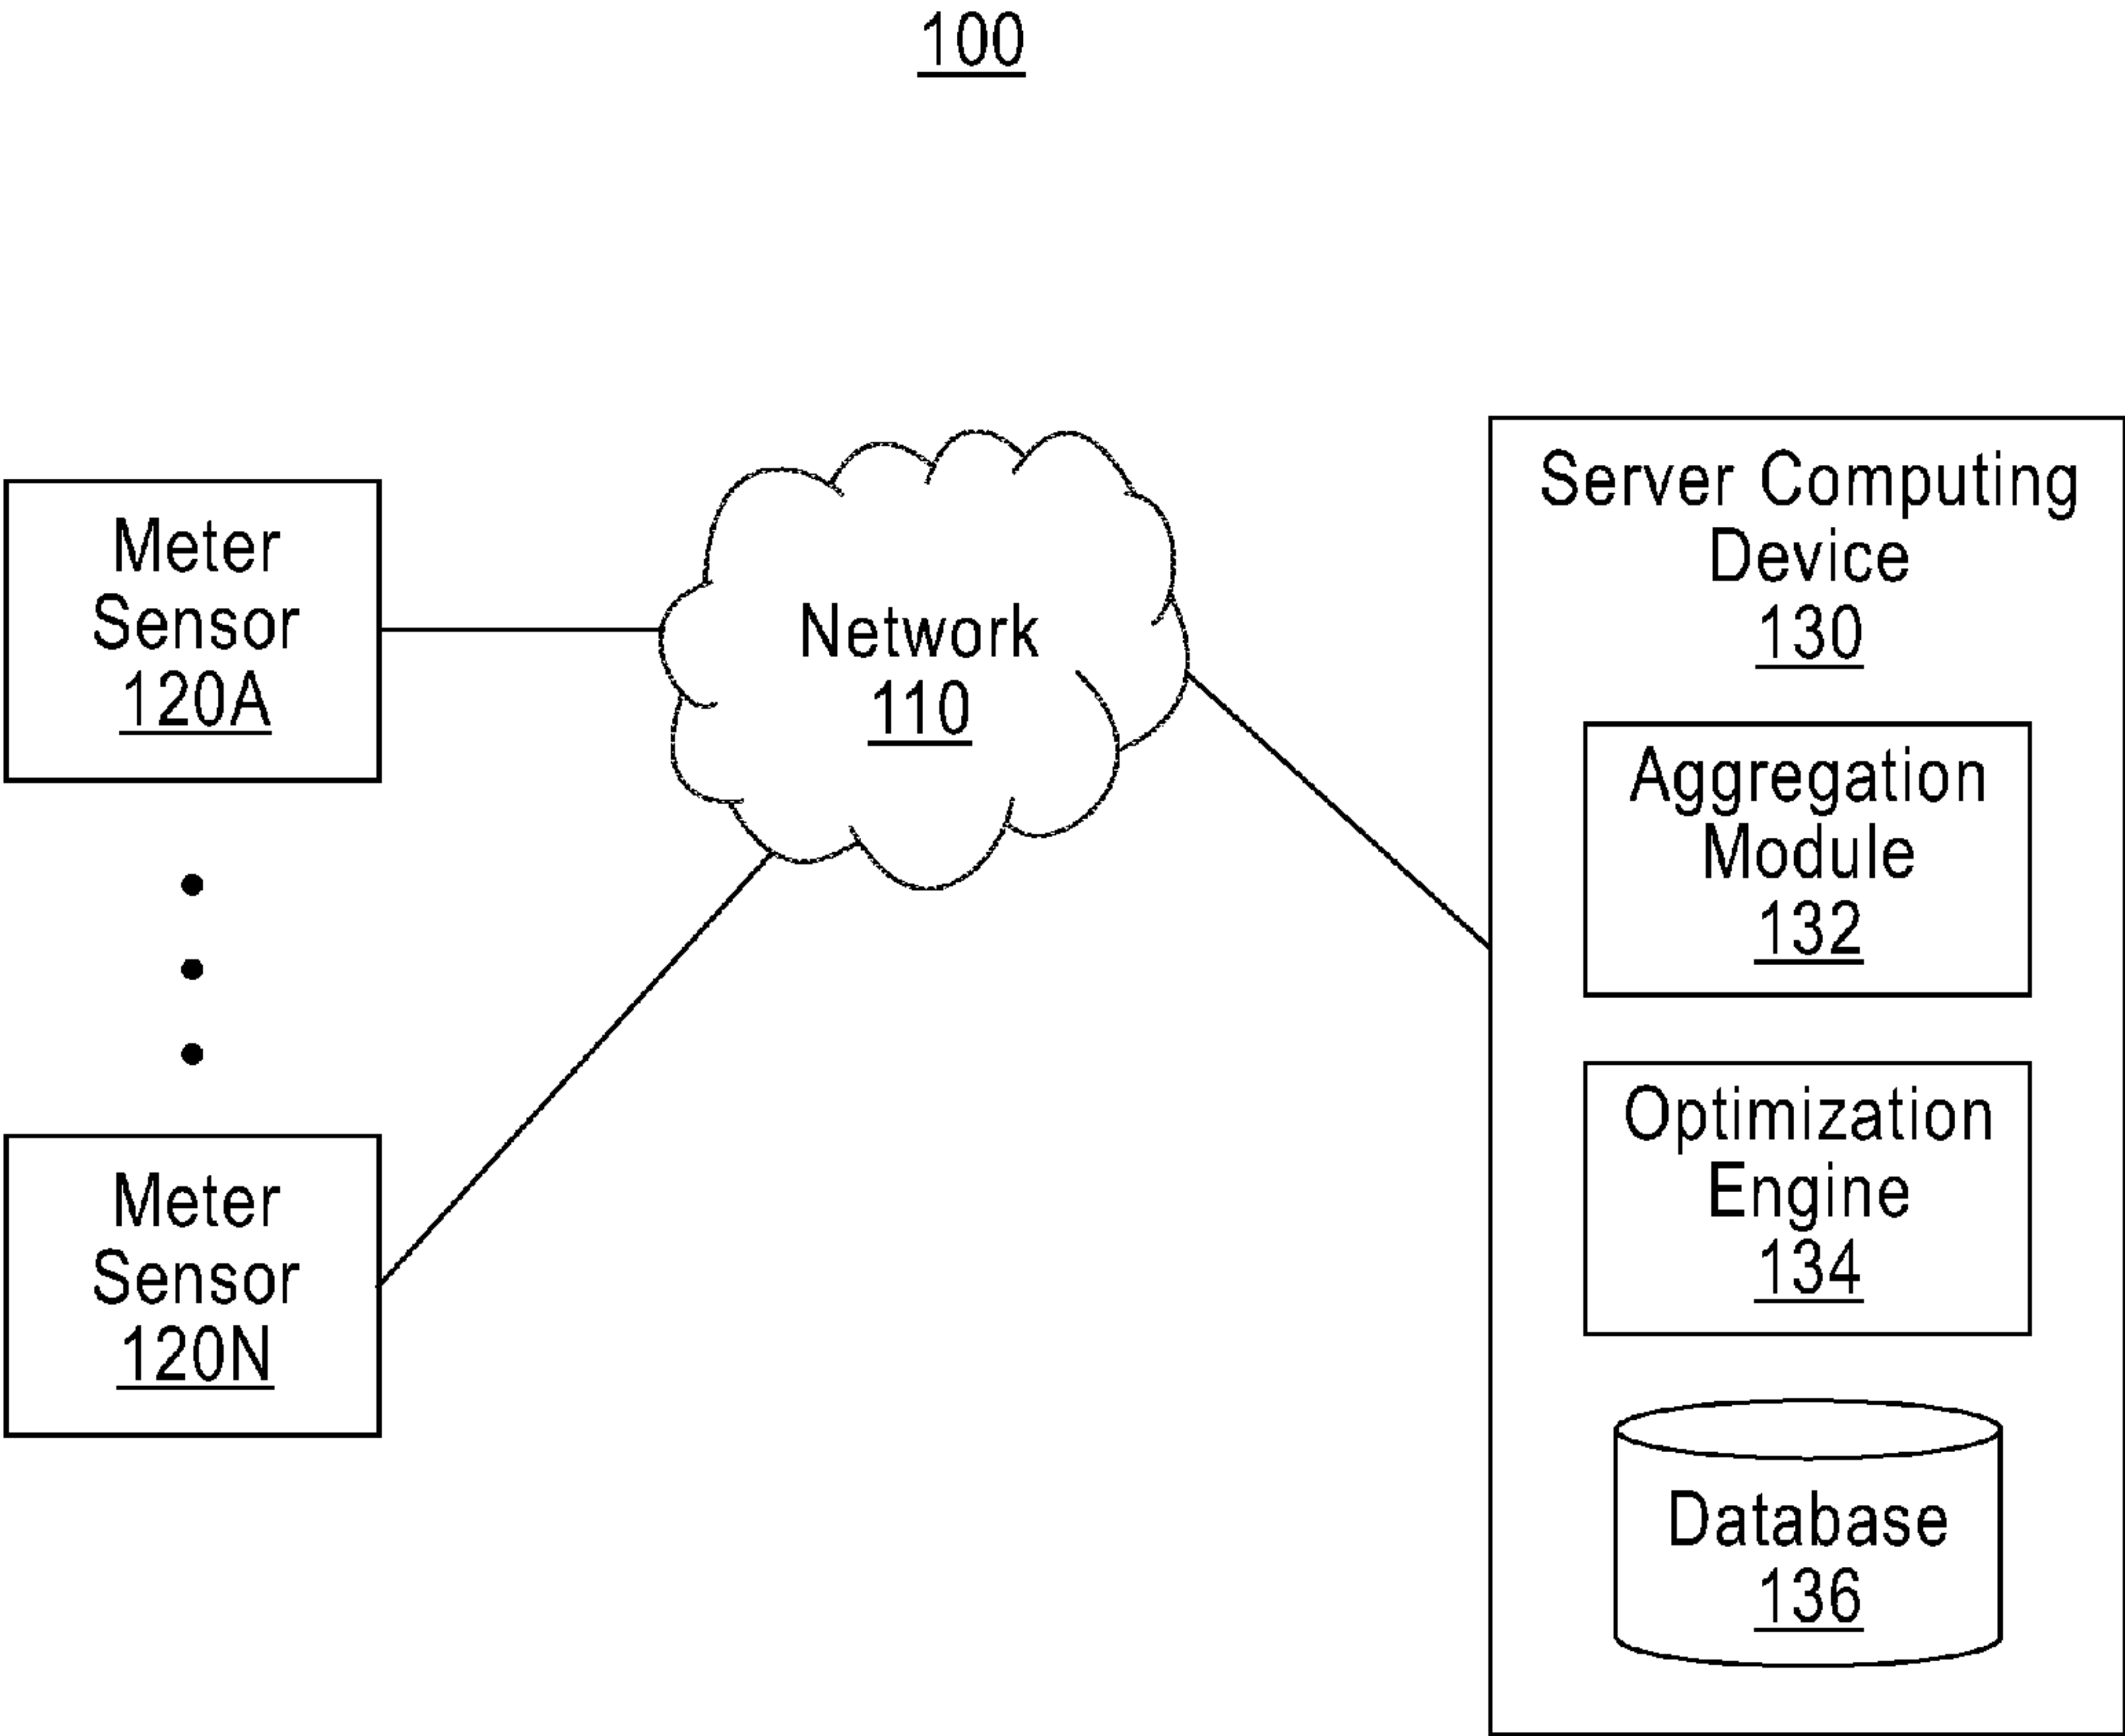 100
Meter
Sensor
120A
Meter
Sensor
120N
Network
110
Server Computing
Device
130
Aggregation
Module
132
Optimization
Engine
134
Database
136